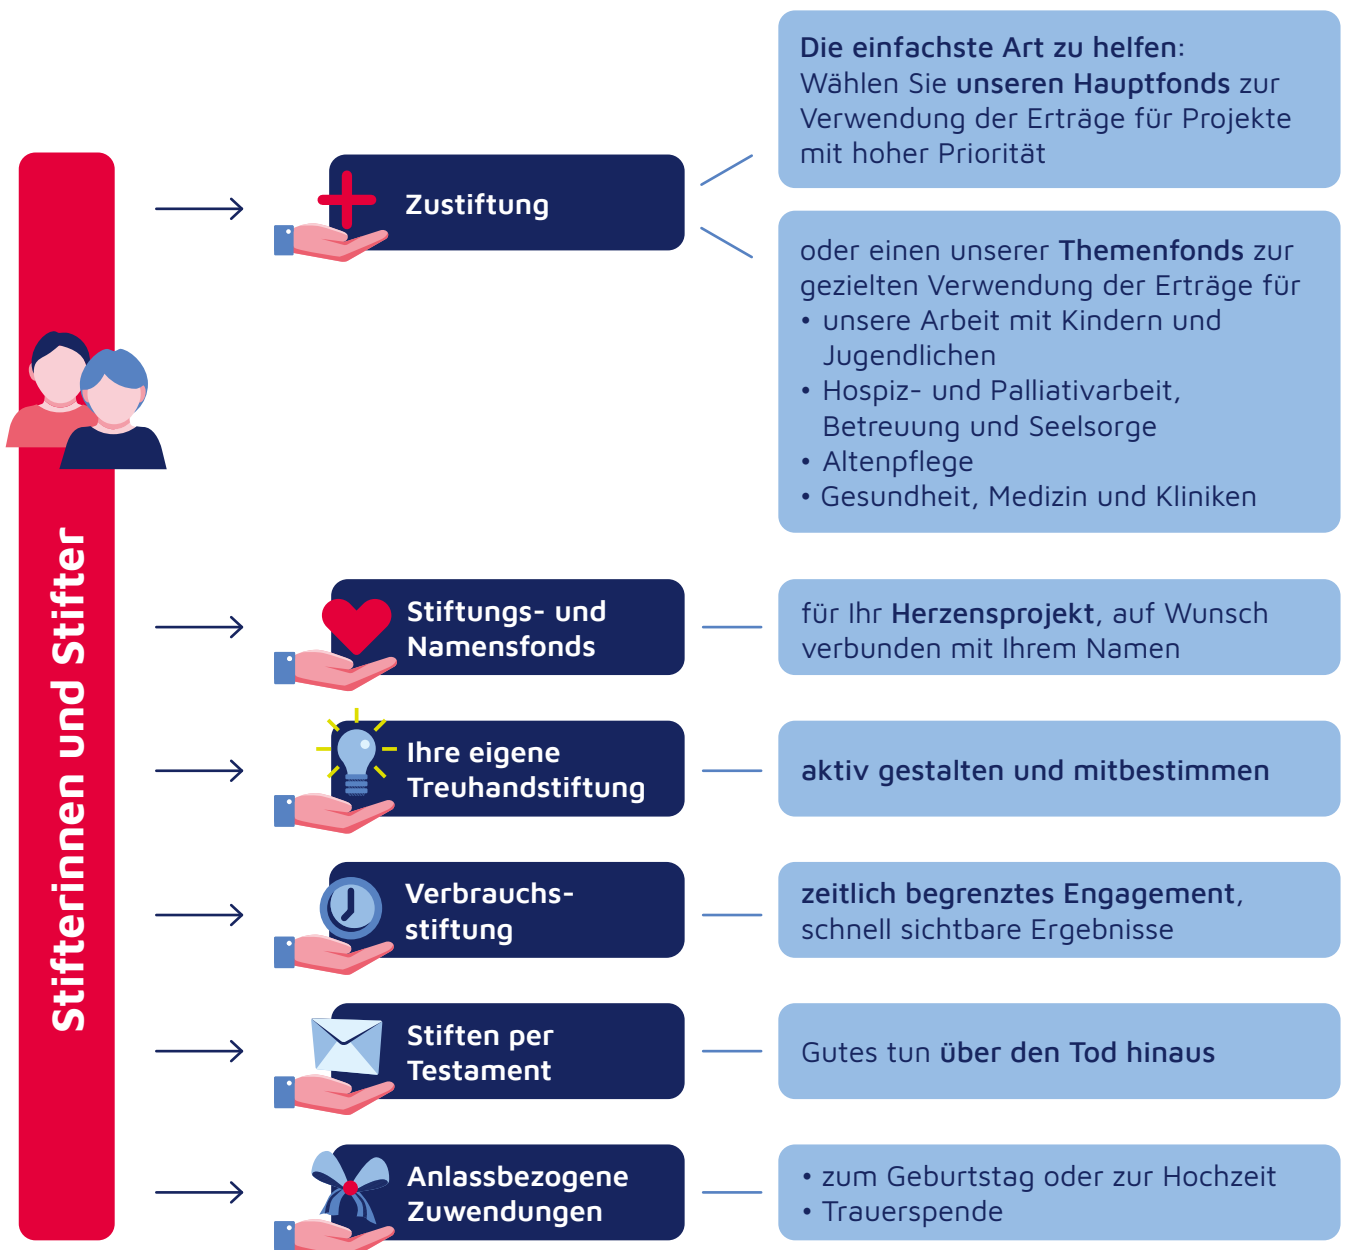 Stifterinnen und Stifter
Zustiftung
Die einfachste Art zu helfen:
Wählen Sie unseren Hauptfonds zur
Verwendung der Erträge für Projekte
mit hoher Priorität
oder einen unserer Themenfonds zur
gezielten Verwendung der Erträge für
• unsere Arbeit mit Kindern und
Jugendlichen
• Hospiz- und Palliativarbeit,
Betreuung und Seelsorge
• Altenpflege
• Gesundheit, Medizin und Kliniken
Stiftungs- und
Namensfonds
für Ihr Herzensprojekt, auf Wunsch
verbunden mit Ihrem Namen
Ihre eigene
Treuhandstiftung
aktiv gestalten und mitbestimmen
Verbrauchs-
stiftung
zeitlich begrenztes Engagement,
schnell sichtbare Ergebnisse
Stiften per
Testament
Gutes tun über den Tod hinaus
Anlassbezogene
Zuwendungen
• zum Geburtstag oder zur Hochzeit
• Trauerspende